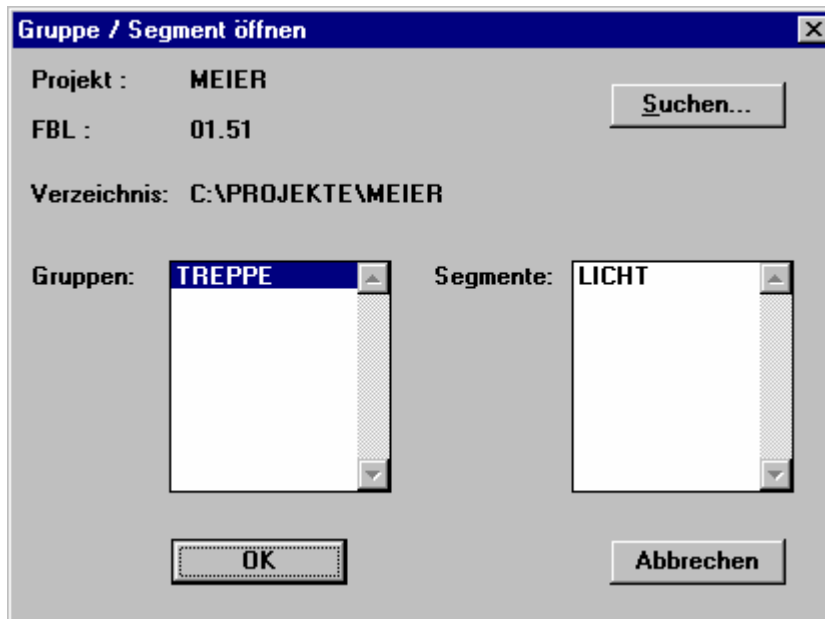 Gruppe / Segment öffnen
Projekt : MEIER
Suchen...
FBL : 01.51
Verzeichnis: C:\PROJEKTE\MEIER
Gruppen: TREPPE Segmente: LICHT
OK Abbrechen